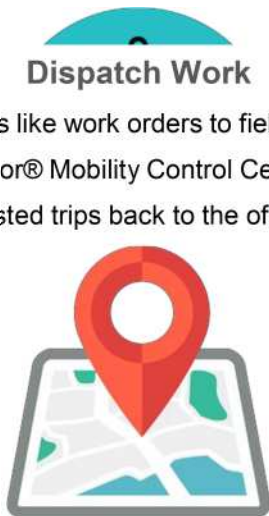 Dispatch Work
s like work orders to fiel
or® Mobility Control Ce
sted trips back to the of